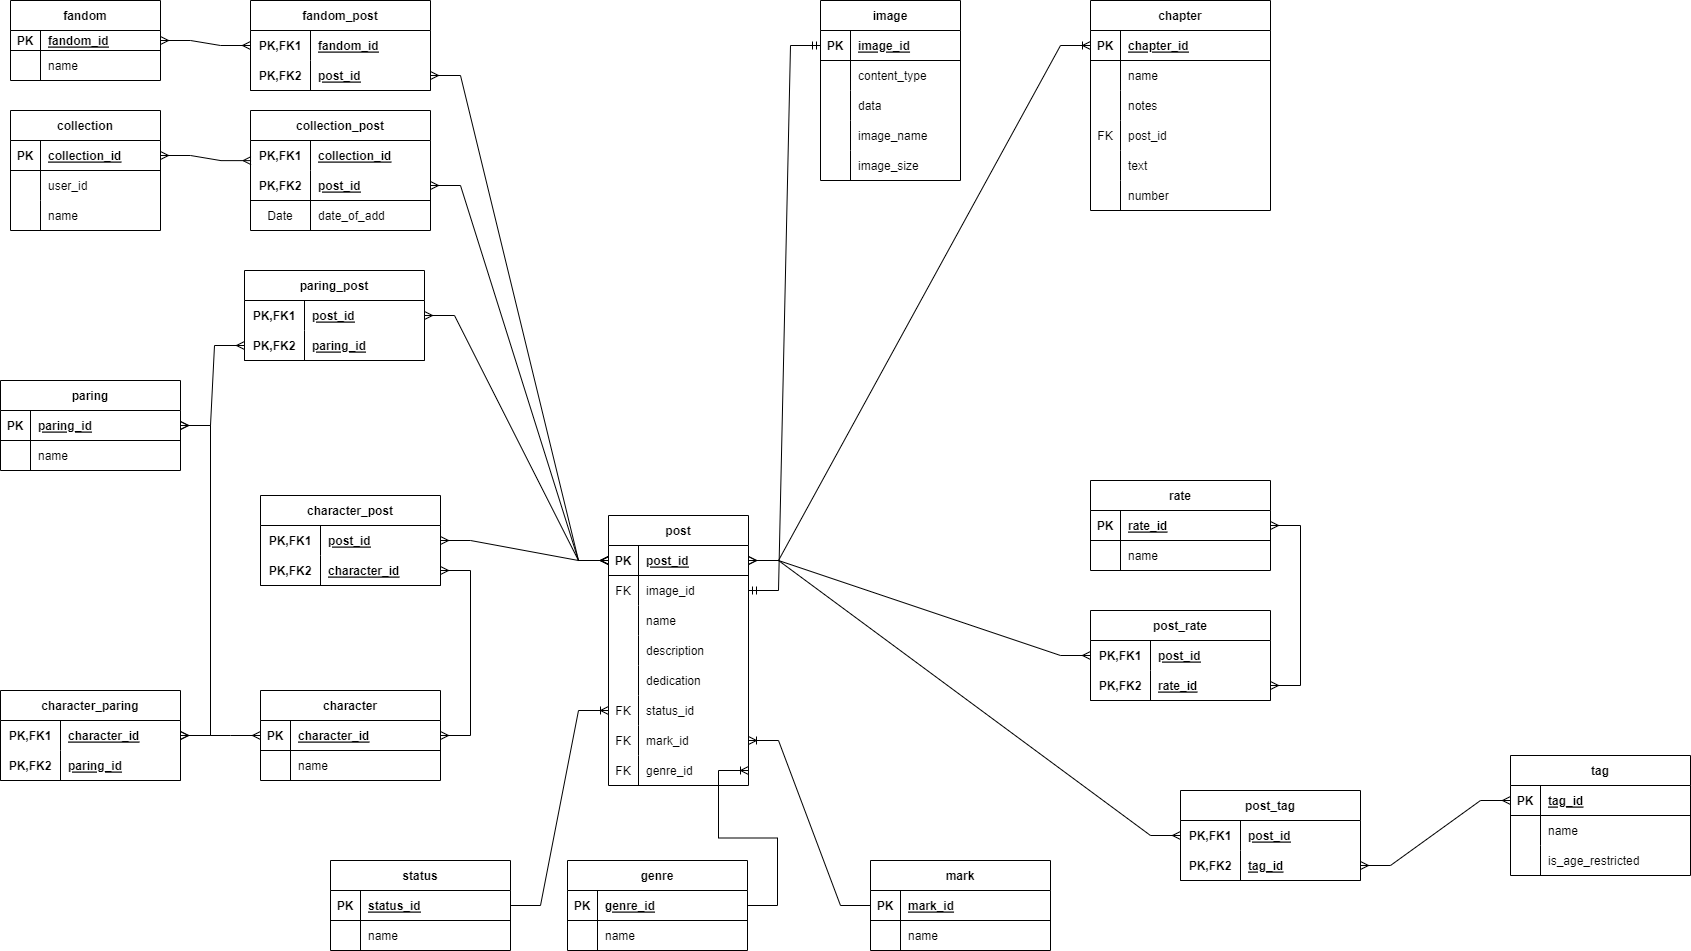 fandom
PK fandom_id
name
fandom_post
PK,FK1 fandom_id
PK,FK2 post_id
image
PK image_id
content_type
data
image_name
image_size
chapter
PK chapter_id
name
notes
FK post_id
text
number
collection
PK collection_id
user_id
name
collection_post
PK,FK1 collection_id
PK,FK2 post_id
Date date_of_add
paring_post
PK,FK1 post_id
PK,FK2 paring_id
paring
PK paring_id
name
character_post
PK,FK1 post_id
PK,FK2 character_id
post
PK post_id
FK image_id
name
description
dedication
FK status_id
FK mark_id
FK genre_id
rate
PK rate_id
name
post_rate
PK,FK1 post_id
PK,FK2 rate_id
character_paring
PK,FK1 character_id
PK,FK2 paring_id
character
PK character_id
name
post_tag
PK,FK1 post_id
PK,FK2 tag_id
tag
PK tag_id
name
is_age_restricted
status
PK status_id
name
genre
PK genre_id
name
mark
PK mark_id
name